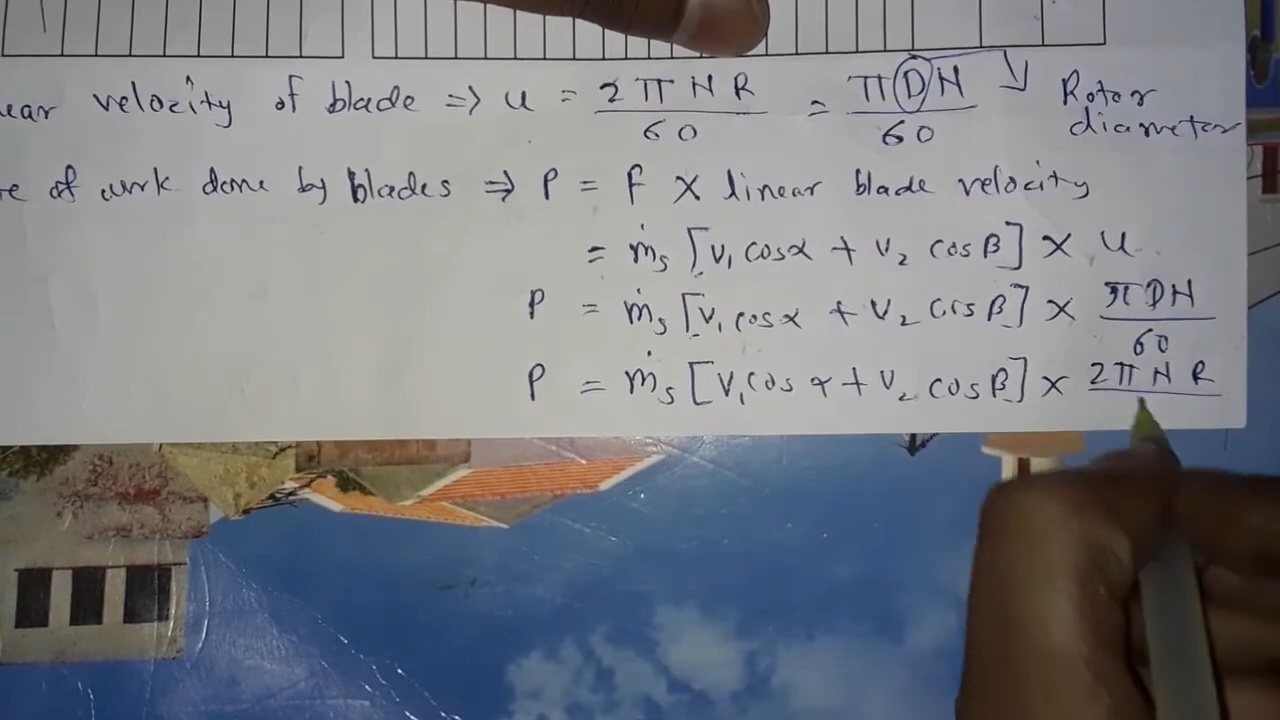 ear velocity of blade => u = 2πNR/60 = πDN/60 Rotor diameter
e of work done by blades => P = F × linear blade velocity
= ṁₛ [V₁ cosα + V₂ cosβ] × u
P = ṁₛ [V₁ cosα + V₂ cosβ] × πDN/60
P = ṁₛ [V₁ cosα + V₂ cosβ] × 2πNR